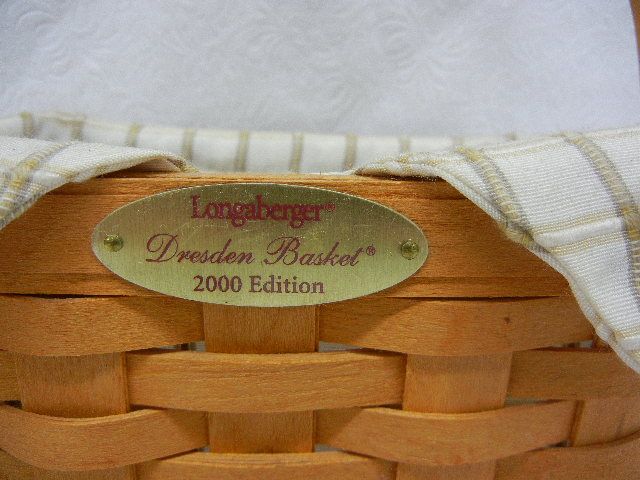 Longaberger®
Dresden Basket®
2000 Edition